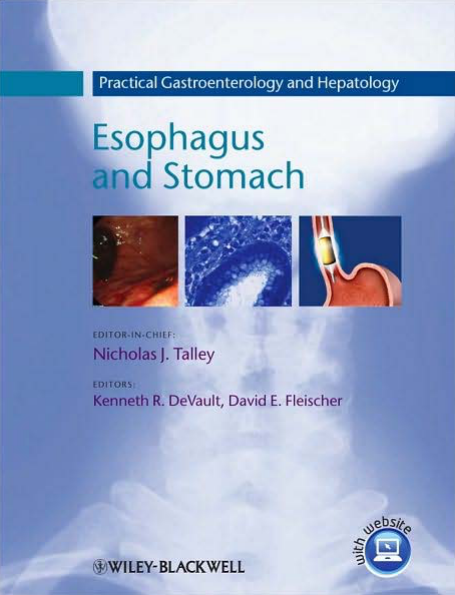 Practical Gastroenterology and Hepatology
Esophagus
and Stomach
EDITOR-IN-CHIEF:
Nicholas J. Talley
EDITORS:
Kenneth R. DeVault, David E. Fleischer
with website
WILEY-BLACKWELL